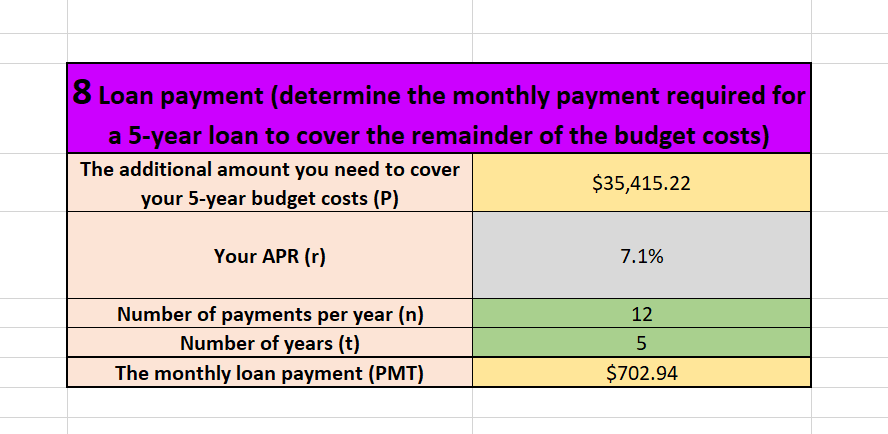 8 Loan payment (determine the monthly payment required for
a 5-year loan to cover the remainder of the budget costs)
The additional amount you need to cover
your 5-year budget costs (P)
$35,415.22
Your APR (r)
7.1%
Number of payments per year (n)
12
Number of years (t)
5
The monthly loan payment (PMT)
$702.94